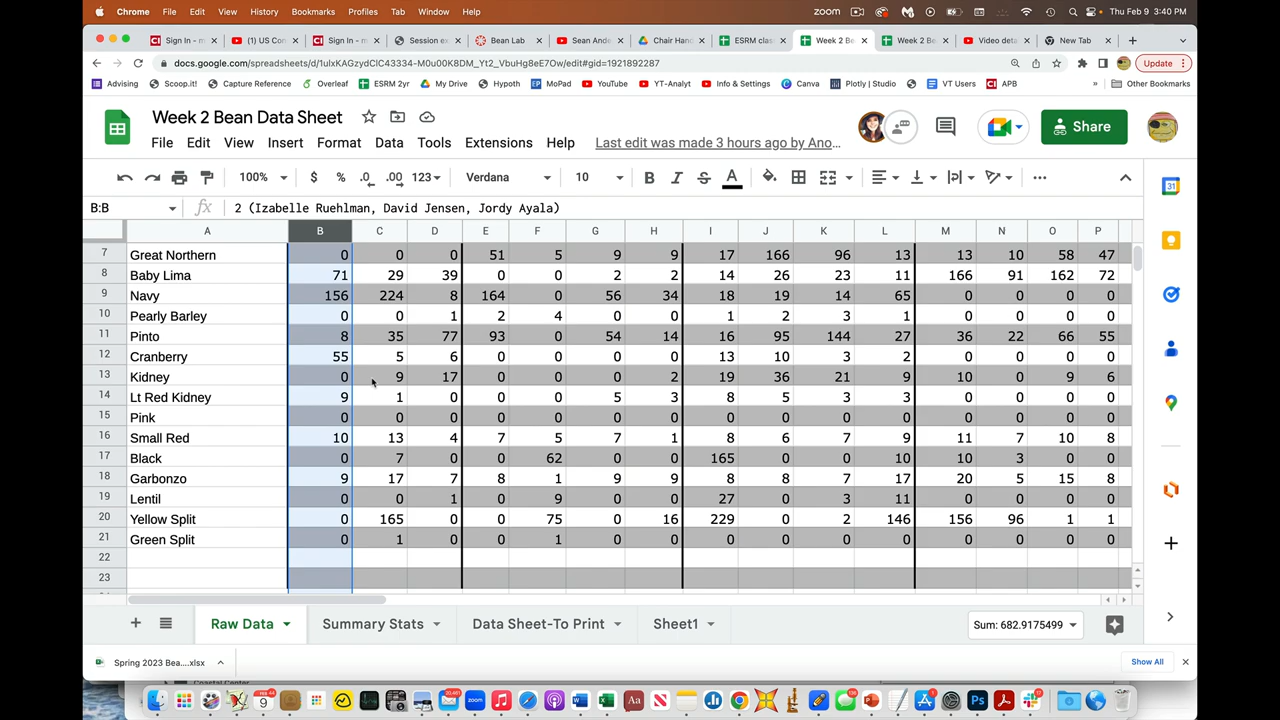 Chrome File Edit View History Bookmarks Profiles Tab Window Help zoom Thu Feb 9 3:40 PM
Sign In - m (1) US Con Sign In - m Session ex Bean Lab Sean Ande Chair Hand ESRM clas Week 2 Be Week 2 Be Video deta New Tab
docs.google.com/spreadsheets/d/ Update
Advising Scoop.it! Capture Reference Overleaf ESRM 2yr My Drive Hypoth MoPad YouTube YT-Analyt Info & Settings Canva Plotly | Studio VT Users APB » Other Bookmarks
Week 2 Bean Data Sheet
Share
File Edit View Insert Format Data Tools Extensions Help Last edit was made 3 hours ago by Ano...
100% $ % .0 .00 123 Verdana 10 B I S A
B:B fx 2 (Izabelle Ruehlman, David Jensen, Jordy Ayala)
A B C D E F G H I J K L M N O P
7 Great Northern 0 0 0 51 5 9 9 17 166 96 13 13 10 58 47
8 Baby Lima 71 29 39 0 0 2 2 14 26 23 11 166 91 162 72
9 Navy 156 224 8 164 0 56 34 18 19 14 65 0 0 0 0
10 Pearly Barley 0 0 1 2 4 0 0 1 2 3 1 0 0 0 0
11 Pinto 8 35 77 93 0 54 14 16 95 144 27 36 22 66 55
12 Cranberry 55 5 6 0 0 0 0 13 10 3 2 0 0 0 0
13 Kidney 0 9 17 0 0 0 2 19 36 21 9 10 0 9 6
14 Lt Red Kidney 9 1 0 0 0 5 3 8 5 3 3 0 0 0 0
15 Pink 0 0 0 0 0 0 0 0 0 0 0 0 0 0 0
16 Small Red 10 13 4 7 5 7 1 8 6 7 9 11 7 10 8
17 Black 0 7 0 0 62 0 0 165 0 0 10 10 3 0 0
18 Garbonzo 9 17 7 8 1 9 9 8 8 7 17 20 5 15 8
19 Lentil 0 0 1 0 9 0 0 27 0 3 11 0 0 0 0
20 Yellow Split 0 165 0 0 75 0 16 229 0 2 146 156 96 1 1
21 Green Split 0 1 0 0 1 0 0 0 0 0 0 0 0 0 0
22
23
Raw Data Summary Stats Data Sheet-To Print Sheet1 Sum: 682.9175499
Spring 2023 Bea....xlsx Show All